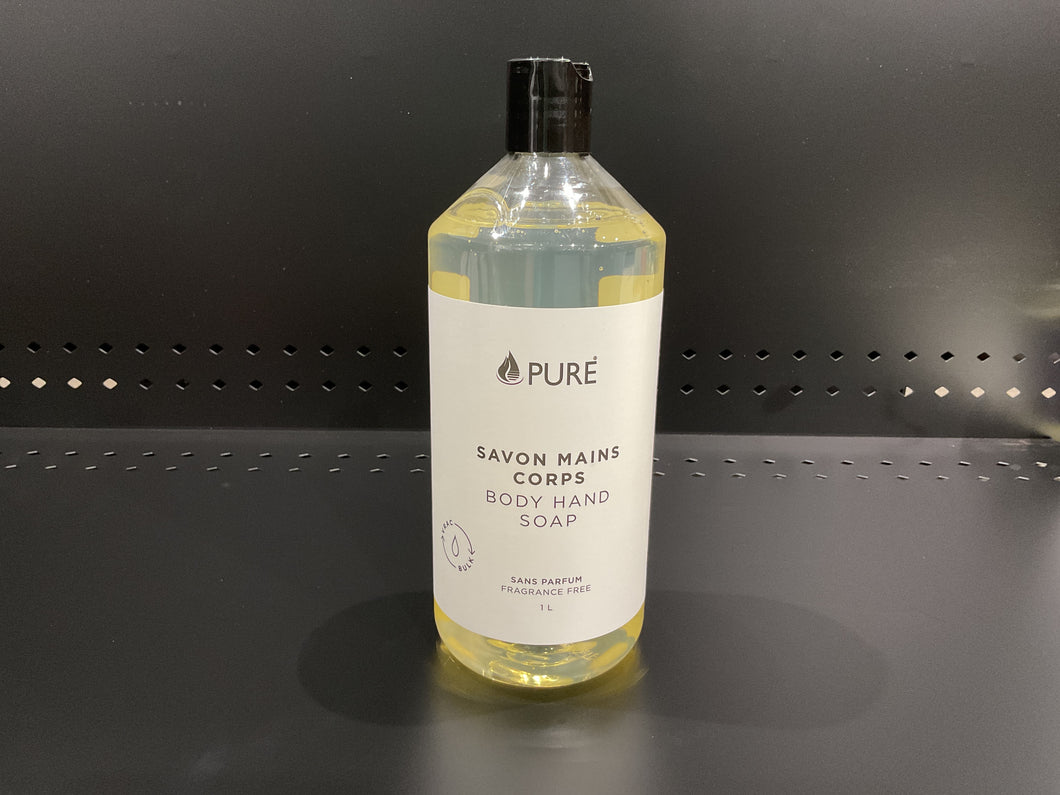 PURE®
SAVON MAINS
CORPS
BODY HAND
SOAP
VRAC
BULK
SANS PARFUM
FRAGRANCE FREE
1 L